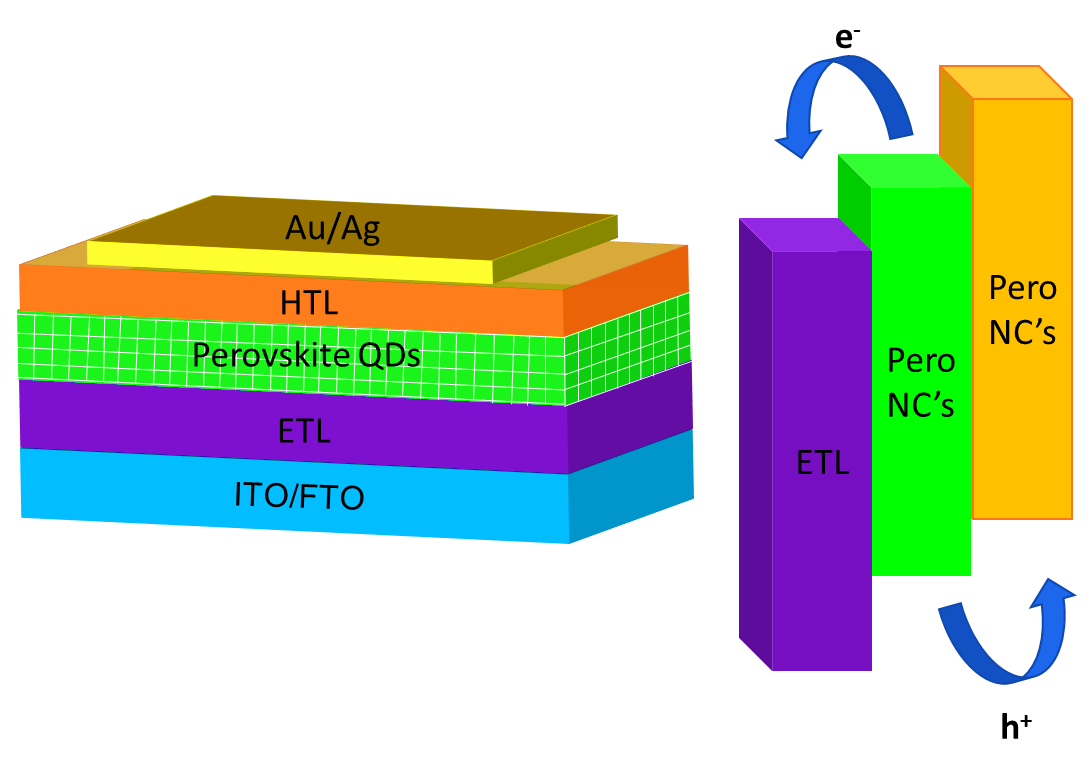 Au/Ag
HTL
Perovskite QDs
ETL
ITO/FTO
e⁻
Pero
NC's
Pero
NC's
ETL
h⁺